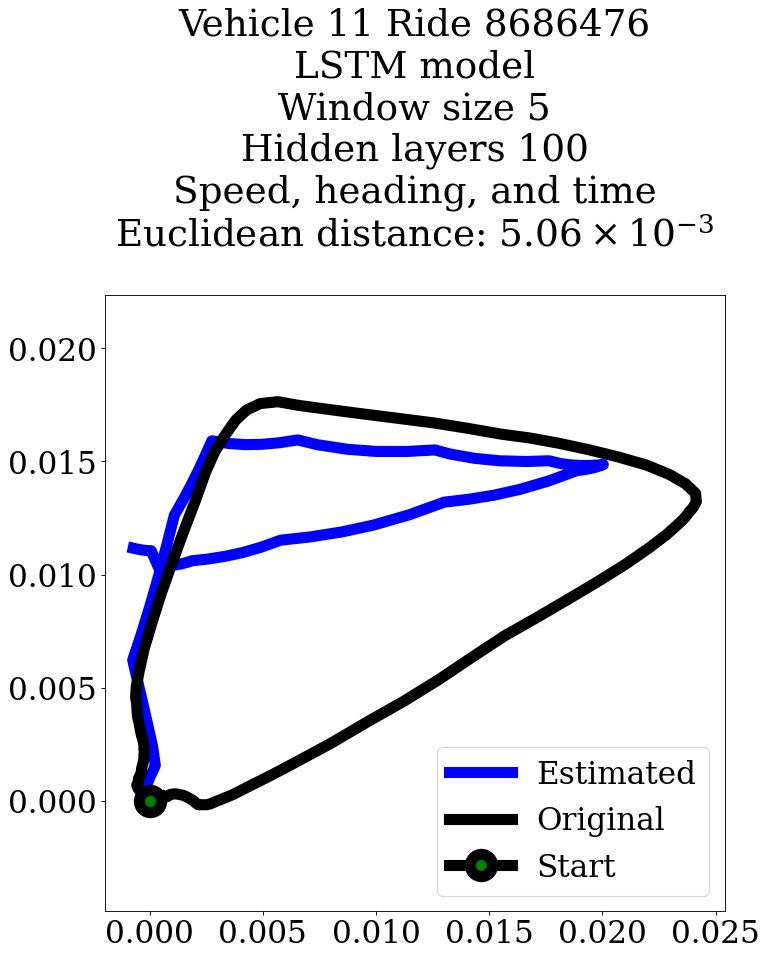 Vehicle 11 Ride 8686476
LSTM model
Window size 5
Hidden layers 100
Speed, heading, and time
Euclidean distance: 5.06 × 10⁻³
0.020
0.015
0.010
0.005
0.000
Estimated
Original
Start
0.000 0.005 0.010 0.015 0.020 0.025